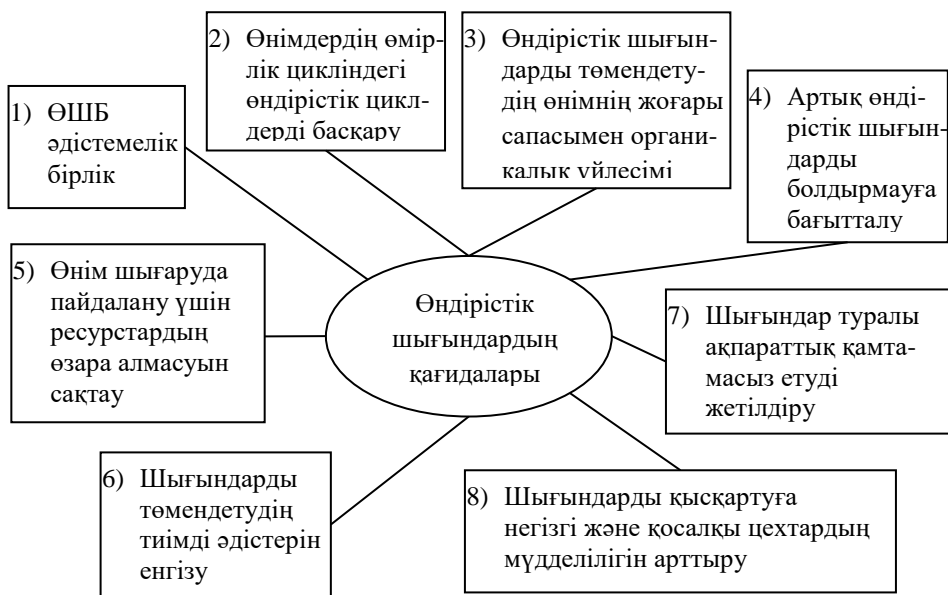 1) ӨШБ
әдістемелік
бірлік
2) Өнімдердің өмір-
лік цикліндегі
өндірістік цикл-
дерді басқару
3) Өндірістік шығын-
дарды төмендету-
дің өнімнің жоғары
сапасымен органи-
калық үйлесімі
4) Артық өнді-
рістік шығын-
дарды
болдырмауға
бағытталу
5) Өнім шығаруда
пайдалану үшін
ресурстардың
өзара алмасуын
сақтау
Өндірістік
шығындардың
қағидалары
7) Шығындар туралы
ақпараттық қамта-
масыз етуді
жетілдіру
6) Шығындарды
төмендетудің
тиімді әдістерін
енгізу
8) Шығындарды қысқартуға
негізгі және қосалқы цехтардың
мүдделілігін арттыру